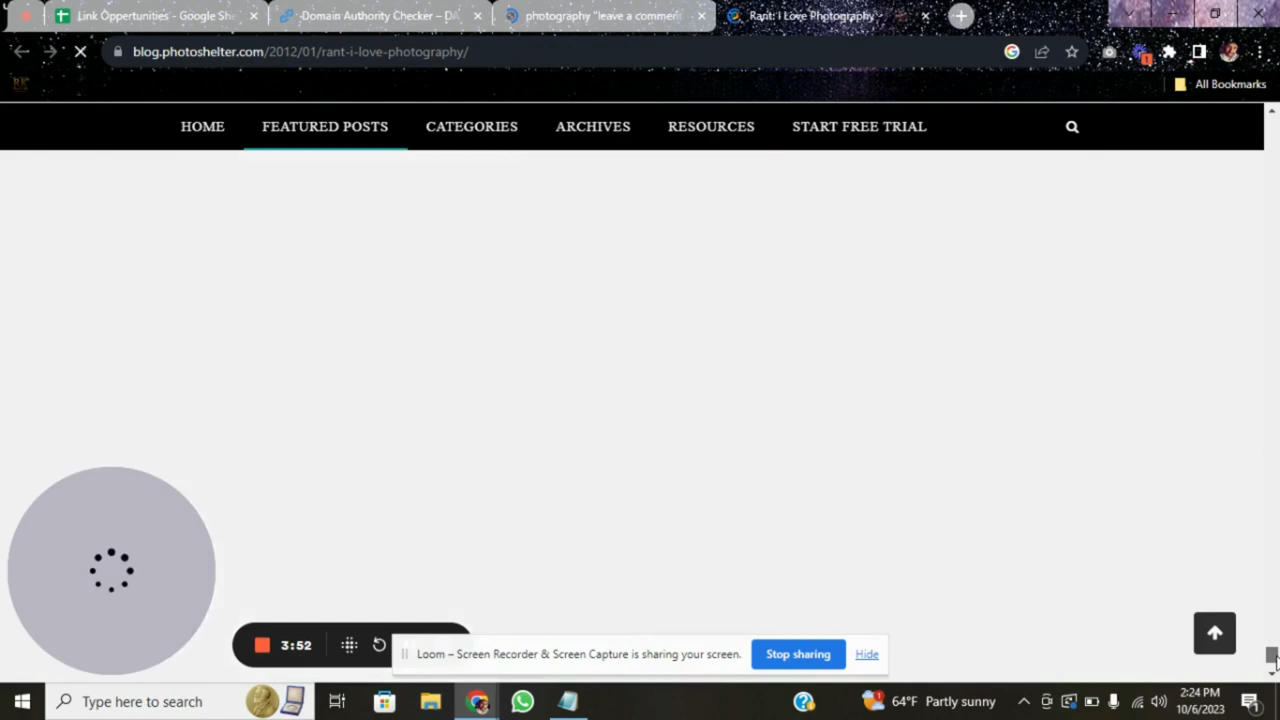 Link Opportunities - Google She
Domain Authority Checker – DA
photography "leave a comment
Rant: I Love Photography -
blog.photoshelter.com/2012/01/rant-i-love-photography/
All Bookmarks
HOME
FEATURED POSTS
CATEGORIES
ARCHIVES
RESOURCES
START FREE TRIAL
3:52
Loom – Screen Recorder & Screen Capture is sharing your screen.
Stop sharing
Hide
Type here to search
64°F Partly sunny
2:24 PM
10/6/2023